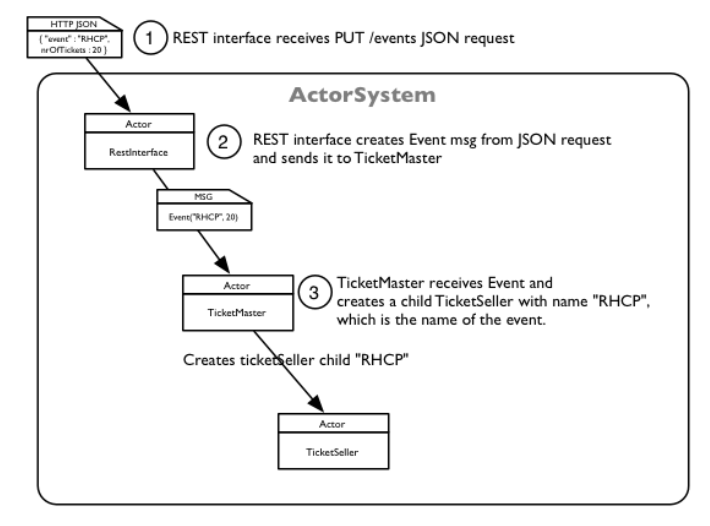 HTTP JSON
{ "event" : "RHCP",
nrOfTickets : 20 }
1
REST interface receives PUT /events JSON request
ActorSystem
Actor
RestInterface
2
REST interface creates Event msg from JSON request
and sends it to TicketMaster
MSG
Event("RHCP", 20)
Actor
TicketMaster
3
TicketMaster receives Event and
creates a child TicketSeller with name "RHCP",
which is the name of the event.
Creates ticketSeller child "RHCP"
Actor
TicketSeller